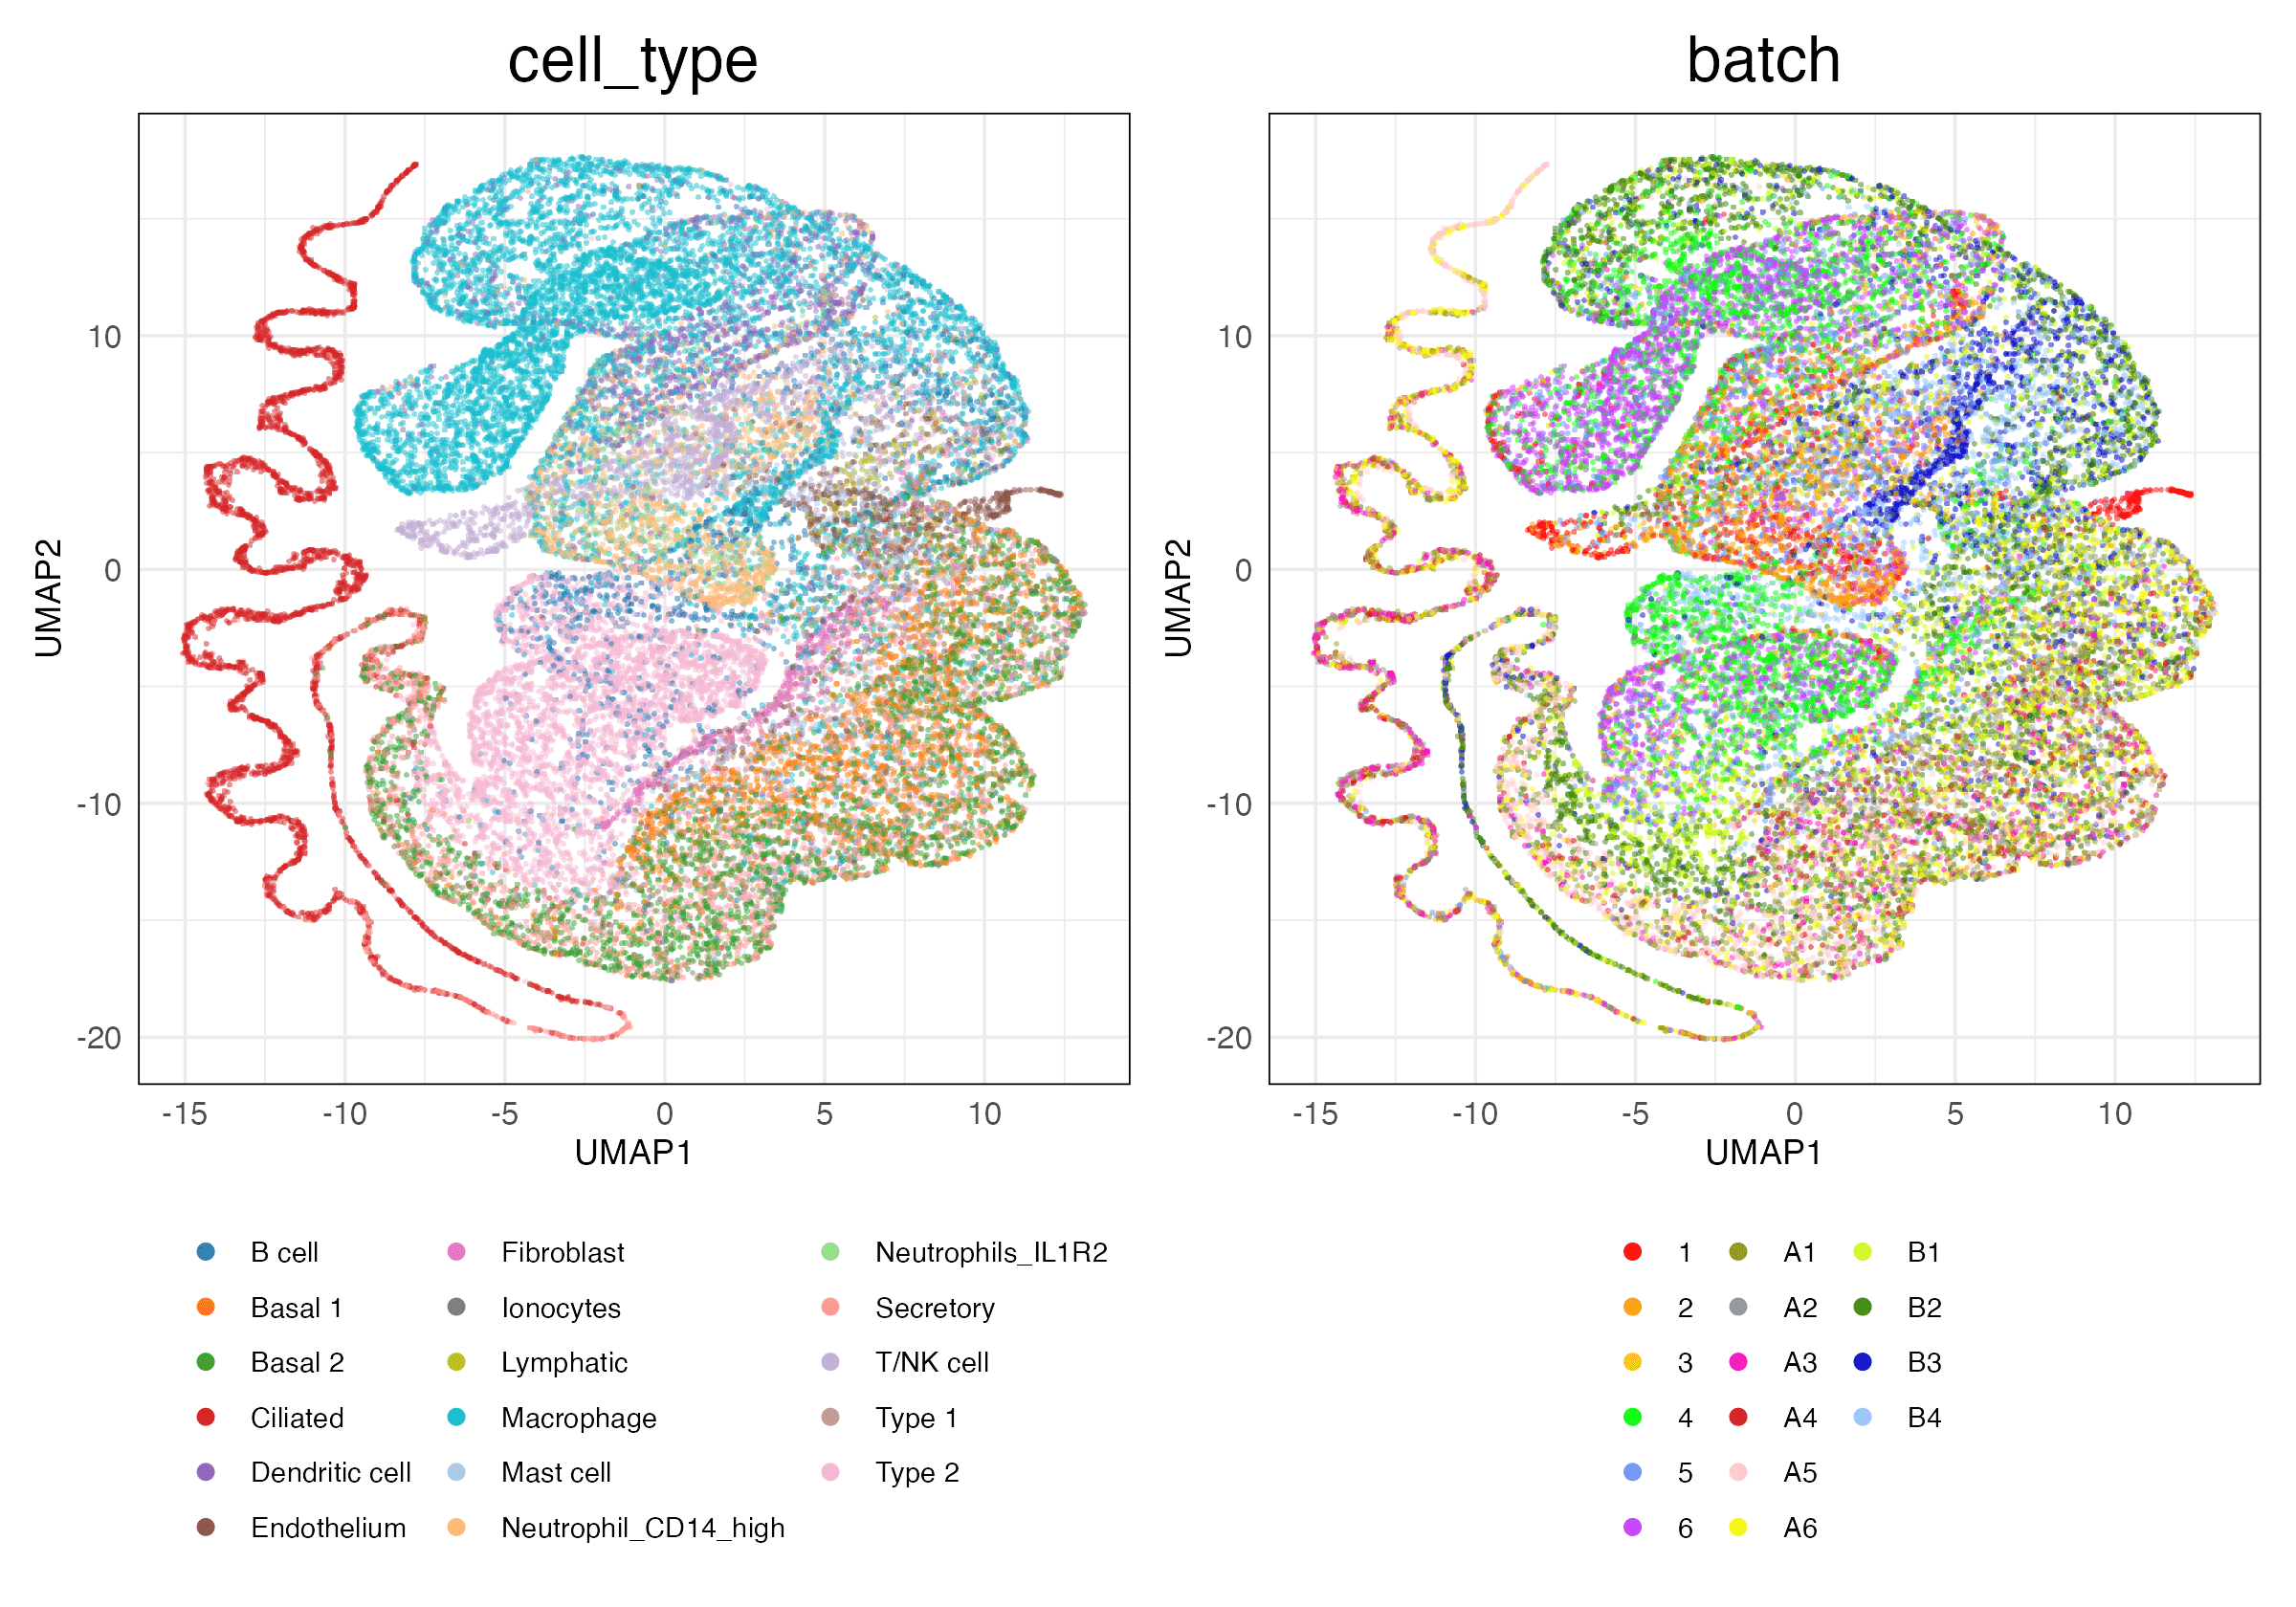 cell_type
batch
UMAP2
10
0
-10
-20
-15 -10 -5 0 5 10
UMAP1
UMAP2
10
0
-10
-20
-15 -10 -5 0 5 10
UMAP1
B cell
Basal 1
Basal 2
Ciliated
Dendritic cell
Endothelium
Fibroblast
Ionocytes
Lymphatic
Macrophage
Mast cell
Neutrophil_CD14_high
Neutrophils_IL1R2
Secretory
T/NK cell
Type 1
Type 2
1
2
3
4
5
6
A1
A2
A3
A4
A5
A6
B1
B2
B3
B4